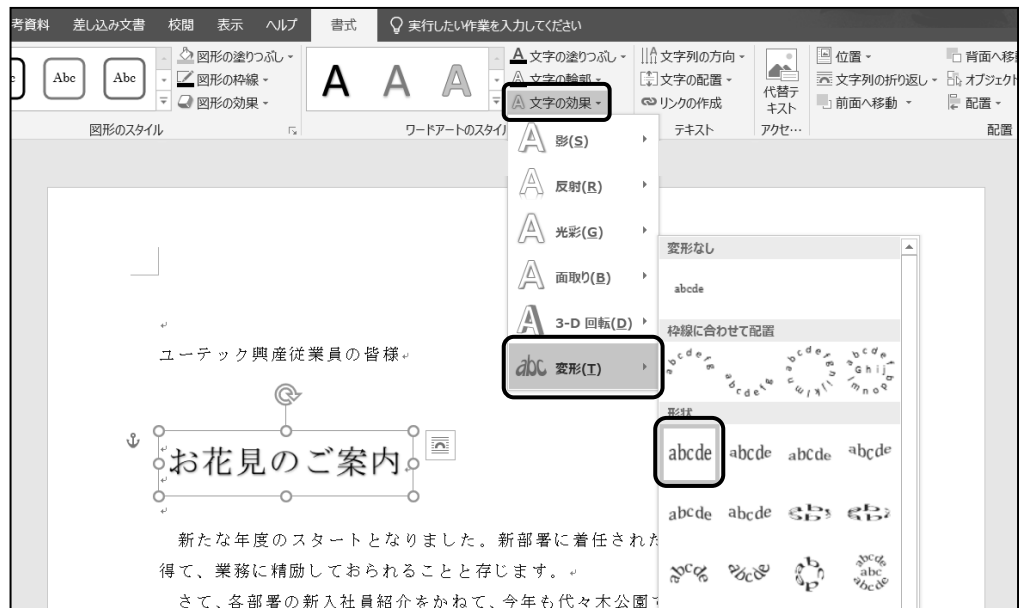 考資料 差し込み文書 校閲 表示 ヘルプ 書式 実行したい作業を入力してください
Abc Abc
図形の塗りつぶし
図形の枠線
図形の効果
図形のスタイル
A A A
ワードアートのスタイル
文字の塗りつぶし
文字の輪郭
文字の効果
文字列の方向
文字の配置
リンクの作成
テキスト
代替テ
キスト
アクセ…
位置
文字列の折り返し
前面へ移動
背面へ移
オブジェクト
配置
配置
影(S)
反射(R)
光彩(G)
面取り(B)
3-D 回転(D)
変形(T)
変形なし
abcde
枠線に合わせて配置
形状
abcde abcde abcde abcde
abcde abcde
ユーテック興産従業員の皆様
お花見のご案内
新たな年度のスタートとなりました。新部署に着任された
得て、業務に精励しておられることと存じます。
さて、各部署の新入社員紹介をかねて、今年も代々木公園で